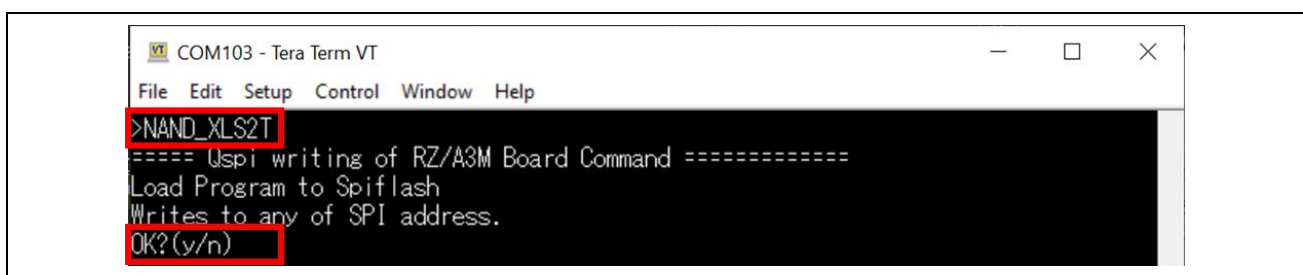 COM103 - Tera Term VT
File Edit Setup Control Window Help
>NAND_XLS2T
===== Qspi writing of RZ/A3M Board Command =============
Load Program to Spiflash
Writes to any of SPI address.
OK?(y/n)